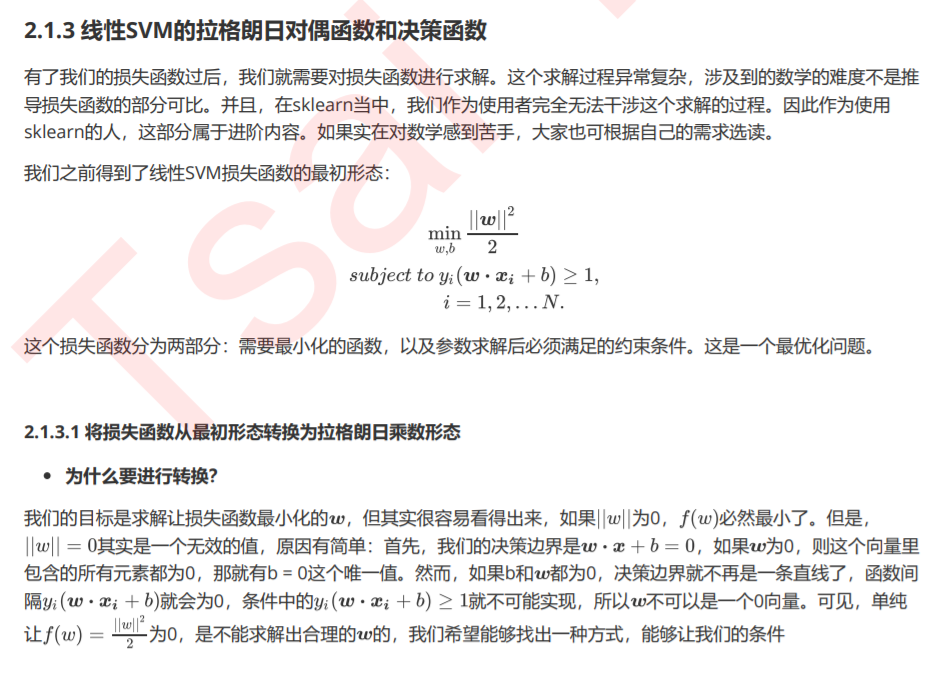 2.1.3 线性SVM的拉格朗日对偶函数和决策函数
有了我们的损失函数过后，我们就需要对损失函数进行求解。这个求解过程异常复杂，涉及到的数学的难度不是推
导损失函数的部分可比。并且，在sklearn当中，我们作为使用者完全无法干涉这个求解的过程。因此作为使用
sklearn的人，这部分属于进阶内容。如果实在对数学感到苦手，大家也可根据自己的需求选读。
我们之前得到了线性SVM损失函数的最初形态：
$\min_{w,b} \frac{||\boldsymbol{w}||^2}{2}$
$subject\ to\ y_i(\boldsymbol{w} \cdot \boldsymbol{x_i} + b) \geq 1,$
$i = 1, 2, \ldots N.$
这个损失函数分为两部分：需要最小化的函数，以及参数求解后必须满足的约束条件。这是一个最优化问题。
2.1.3.1 将损失函数从最初形态转换为拉格朗日乘数形态
• 为什么要进行转换?
我们的目标是求解让损失函数最小化的$\boldsymbol{w}$，但其实很容易看得出来，如果$||w||$为0，$f(w)$必然最小了。但是，
$||w|| = 0$其实是一个无效的值，原因有简单：首先，我们的决策边界是$\boldsymbol{w} \cdot \boldsymbol{x} + b = 0$，如果$\boldsymbol{w}$为0，则这个向量里
包含的所有元素都为0，那就有b = 0这个唯一值。然而，如果b和$\boldsymbol{w}$都为0，决策边界就不再是一条直线了，函数间
隔$y_i(\boldsymbol{w} \cdot \boldsymbol{x_i} + b)$就会为0，条件中的$y_i(\boldsymbol{w} \cdot \boldsymbol{x_i} + b) \geq 1$就不可能实现，所以$\boldsymbol{w}$不可以是一个0向量。可见，单纯
让$f(w) = \frac{||w||^2}{2}$为0，是不能求解出合理的$\boldsymbol{w}$的，我们希望能够找出一种方式，能够让我们的条件
Tsai